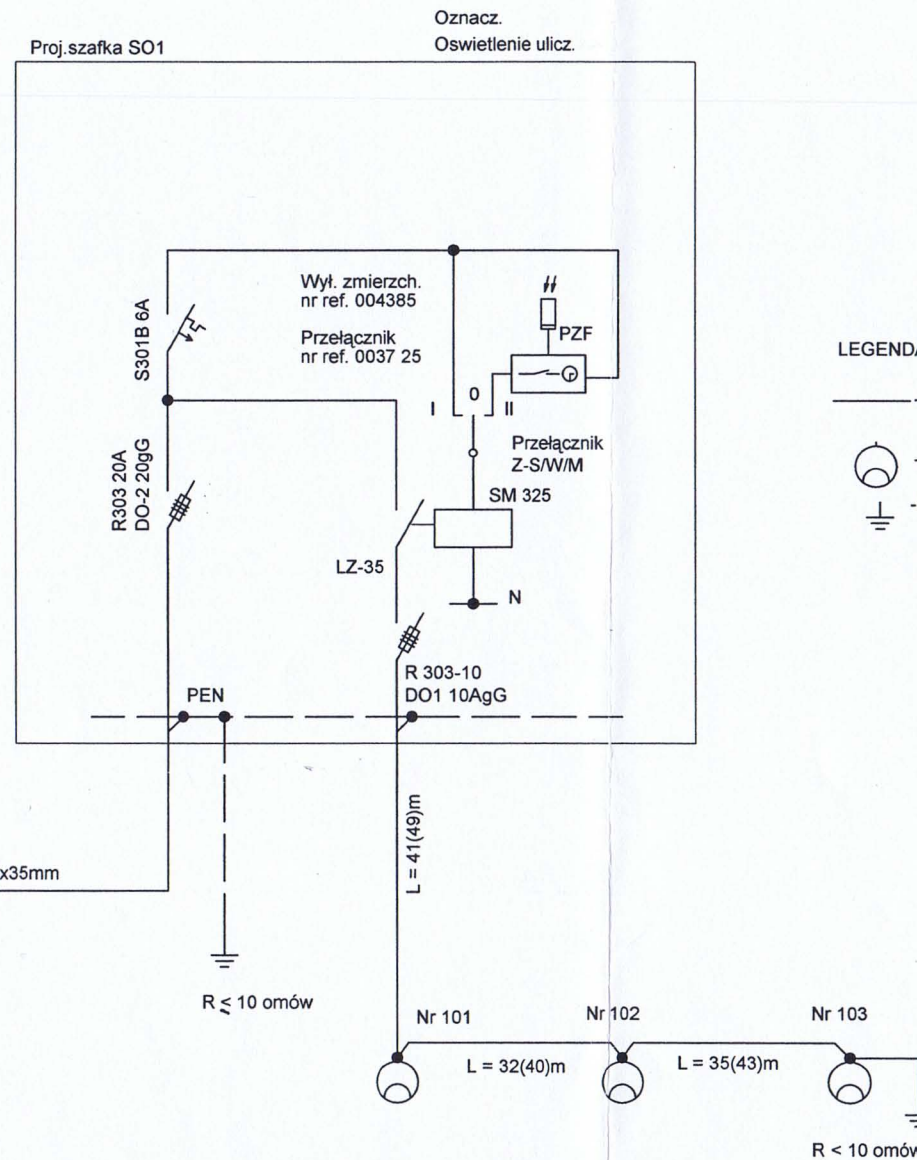 Oznacz.
Oswietlenie ulicz.
Proj.szafka SO1
S301B 6A
Wył. zmierzch.
nr ref. 004385
Przełącznik
nr ref. 0037 25
PZF
LEGENDA
I
0
II
Przełącznik
Z-S/W/M
R303 20A
DO-2 20gG
SM 325
LZ-35
N
R 303-10
DO1 10AgG
PEN
L = 41(49)m
x35mm
R ≤ 10 omów
Nr 101
Nr 102
Nr 103
L = 32(40)m
L = 35(43)m
R < 10 omów